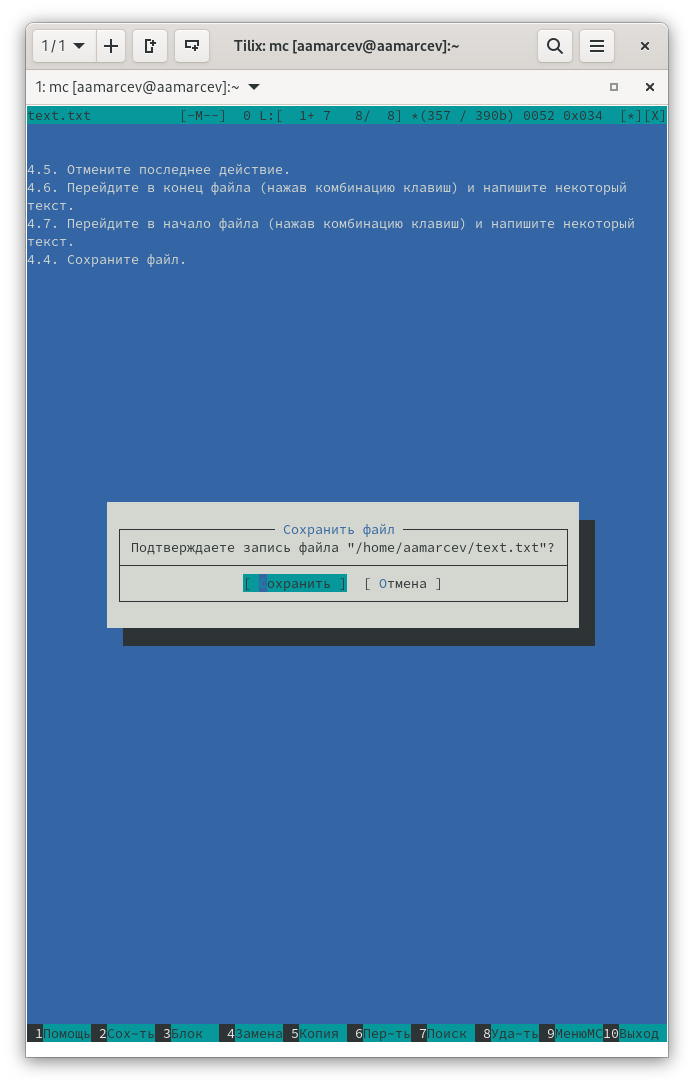 1 / 1
Tilix: mc [aamarcev@aamarcev]:~
1: mc [aamarcev@aamarcev]:~
text.txt [-M--] 0 L:[ 1+ 7 8/ 8] *(357 / 390b) 0052 0x034 [*][X]
4.5. Отмените последнее действие.
4.6. Перейдите в конец файла (нажав комбинацию клавиш) и напишите некоторый
текст.
4.7. Перейдите в начало файла (нажав комбинацию клавиш) и напишите некоторый
текст.
4.4. Сохраните файл.
Сохранить файл
Подтверждаете запись файла "/home/aamarcev/text.txt"?
[ Сохранить ] [ Отмена ]
1Помощь 2Сох~ть 3Блок 4Замена 5Копия 6Пер~ть 7Поиск 8Уда~ть 9МенюMC 10Выход